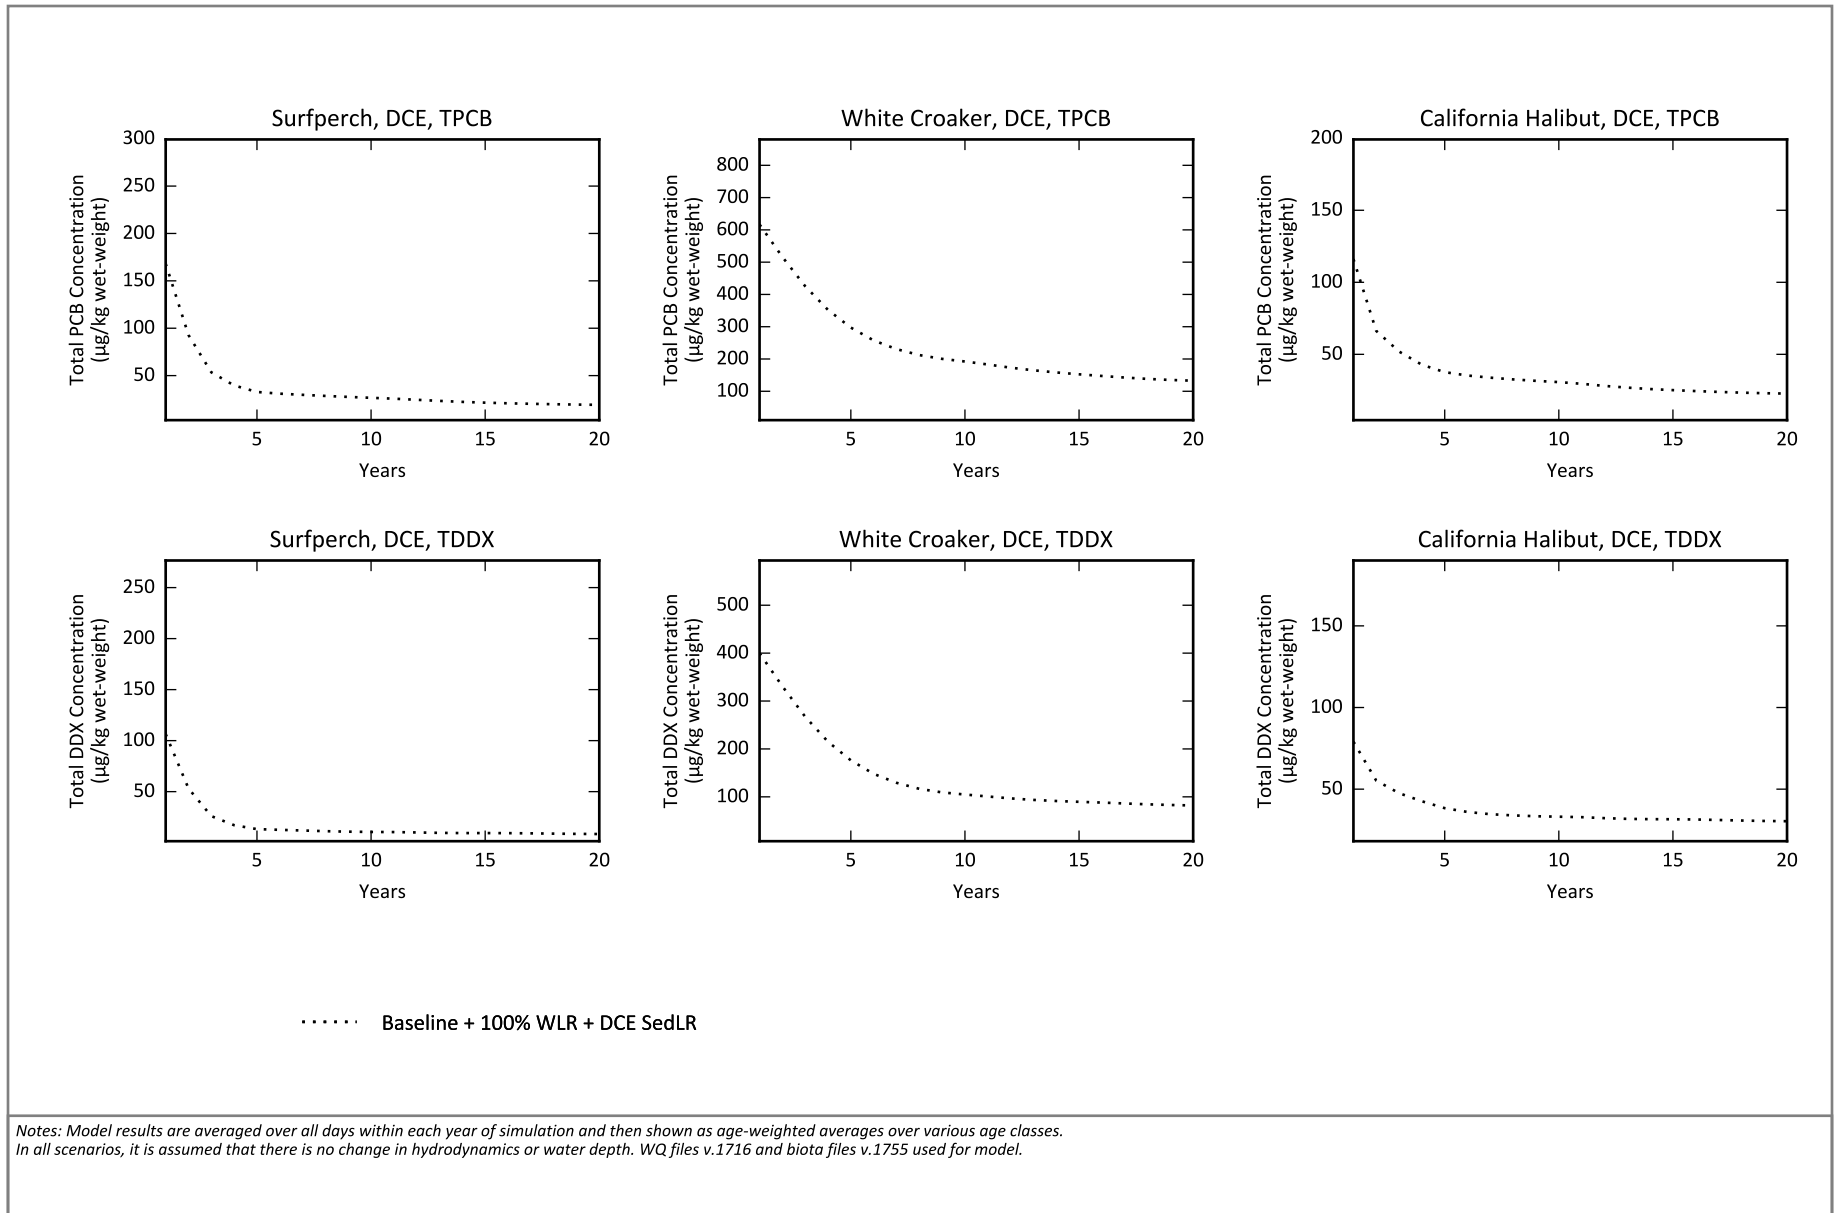 Surfperch, DCE, TPCB
Total PCB Concentration
(µg/kg wet-weight)
300
250
200
150
100
50
5 10 15 20
Years
White Croaker, DCE, TPCB
Total PCB Concentration
(µg/kg wet-weight)
800
700
600
500
400
300
200
100
5 10 15 20
Years
California Halibut, DCE, TPCB
Total PCB Concentration
(µg/kg wet-weight)
200
150
100
50
5 10 15 20
Years
Surfperch, DCE, TDDX
Total DDX Concentration
(µg/kg wet-weight)
250
200
150
100
50
5 10 15 20
Years
White Croaker, DCE, TDDX
Total DDX Concentration
(µg/kg wet-weight)
500
400
300
200
100
5 10 15 20
Years
California Halibut, DCE, TDDX
Total DDX Concentration
(µg/kg wet-weight)
150
100
50
5 10 15 20
Years
Baseline + 100% WLR + DCE SedLR
Notes: Model results are averaged over all days within each year of simulation and then shown as age-weighted averages over various age classes.
In all scenarios, it is assumed that there is no change in hydrodynamics or water depth. WQ files v.1716 and biota files v.1755 used for model.